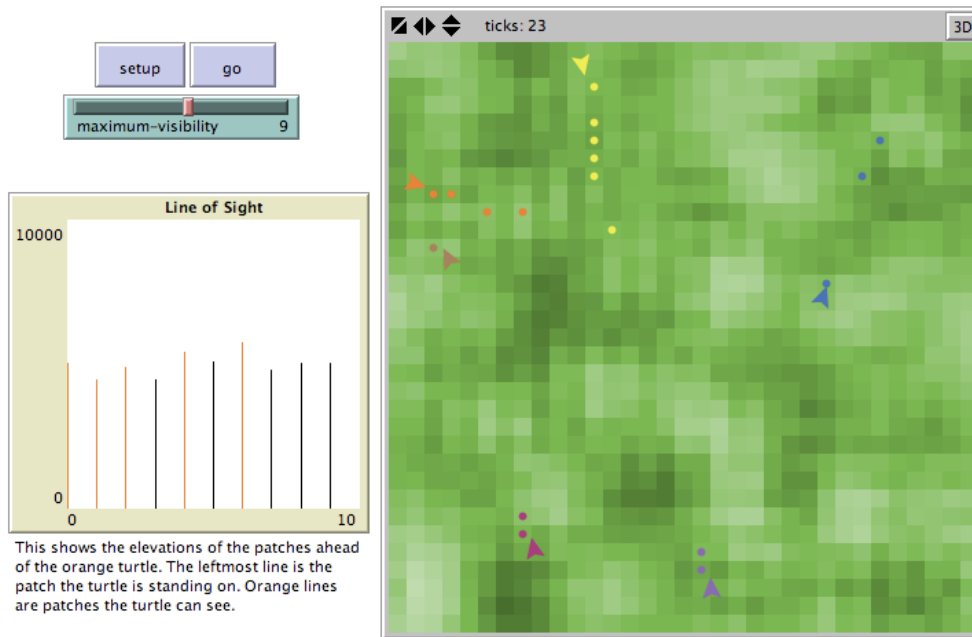 ticks: 23
3D
setup
go
maximum-visibility 9
Line of Sight
10000
0
0 10
This shows the elevations of the patches ahead
of the orange turtle. The leftmost line is the
patch the turtle is standing on. Orange lines
are patches the turtle can see.